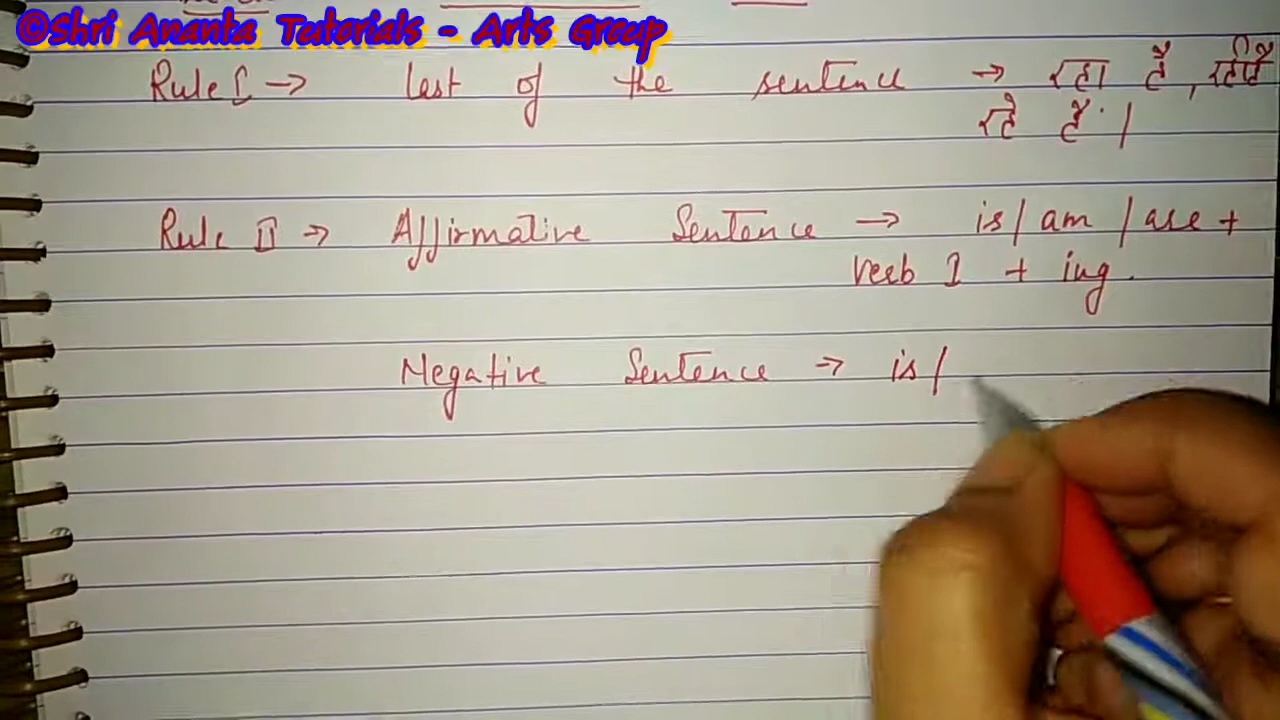 ©Shri Ananta Tutorials - Arts Group
Rule I → last of the sentence → रहा है, रही है
रहे हैं।
Rule II → Affirmative Sentence → is/am/are +
verb I + ing.
Negative Sentence → is/